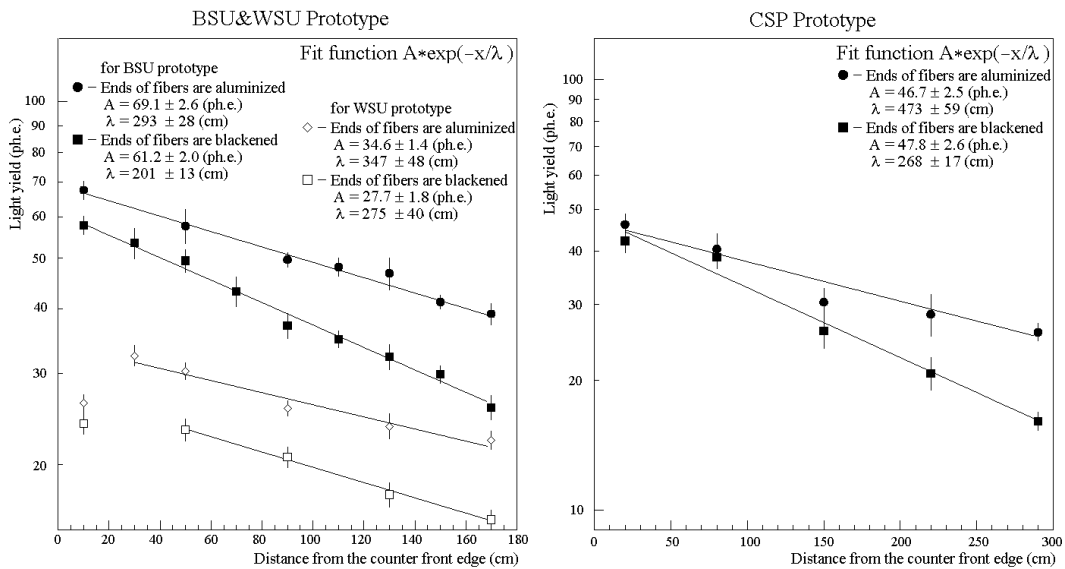 BSU&WSU Prototype
Fit function A∗exp(−x/λ)
for BSU prototype
− Ends of fibers are aluminized
A = 69.1 ± 2.6 (ph.e.)
λ = 293 ± 28 (cm)
− Ends of fibers are blackened
A = 61.2 ± 2.0 (ph.e.)
λ = 201 ± 13 (cm)
for WSU prototype
− Ends of fibers are aluminized
A = 34.6 ± 1.4 (ph.e.)
λ = 347 ± 48 (cm)
− Ends of fibers are blackened
A = 27.7 ± 1.8 (ph.e.)
λ = 275 ± 40 (cm)
Light yield (ph.e.)
100
90
80
70
60
50
40
30
20
0 20 40 60 80 100 120 140 160 180
Distance from the counter front edge (cm)
CSP Prototype
Fit function A∗exp(−x/λ)
− Ends of fibers are aluminized
A = 46.7 ± 2.5 (ph.e.)
λ = 473 ± 59 (cm)
− Ends of fibers are blackened
A = 47.8 ± 2.6 (ph.e.)
λ = 268 ± 17 (cm)
Light yield (ph.e.)
100
90
80
70
60
50
40
30
20
10
0 50 100 150 200 250 300
Distance from the counter front edge (cm)